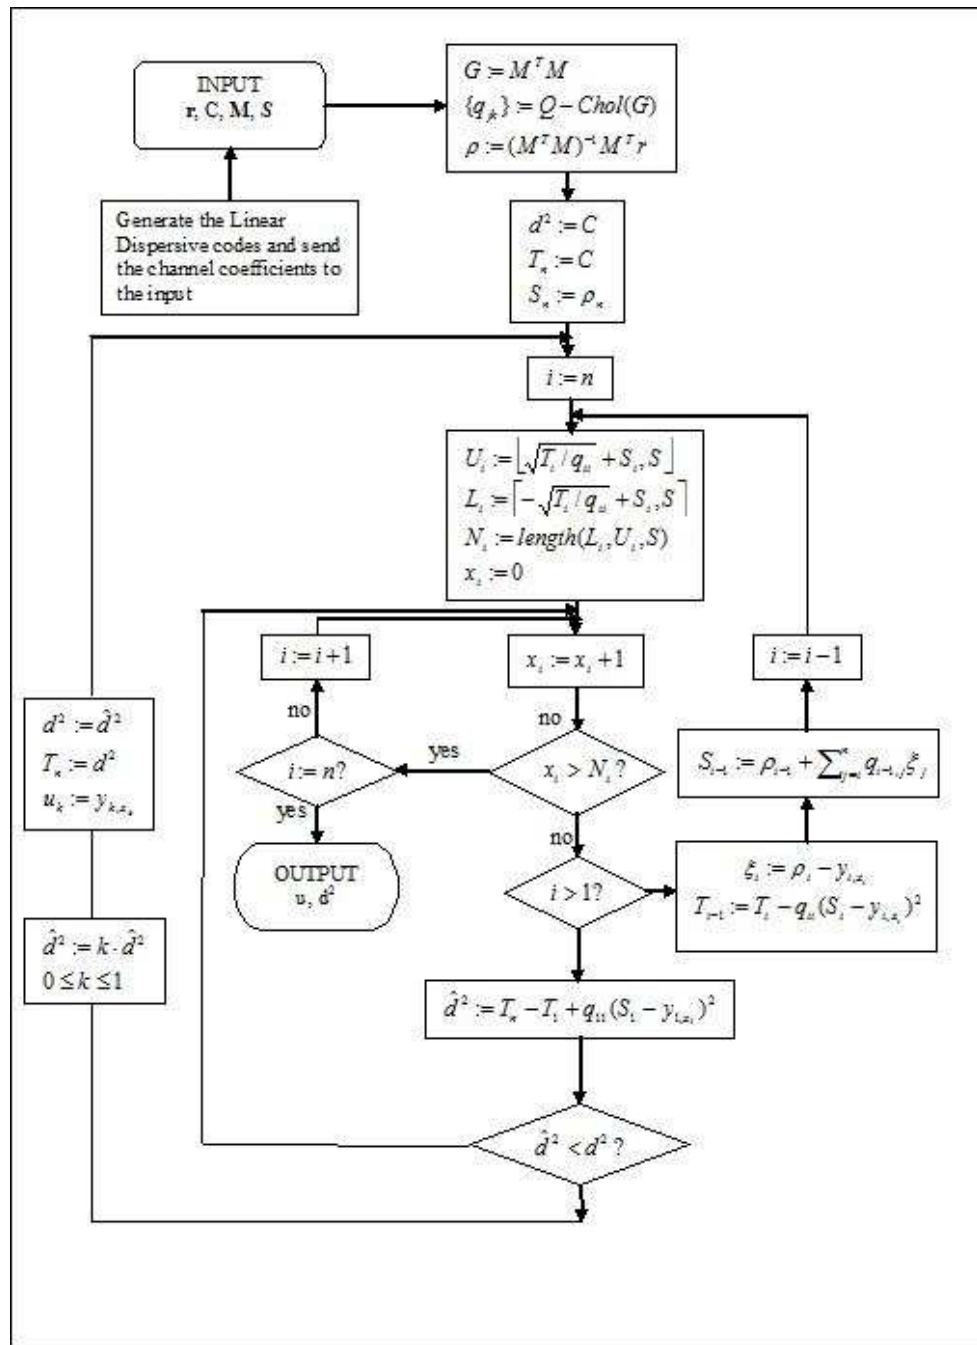 INPUT
r, C, M, S
G := M^T M
{q_jk} := Q − Chol(G)
ρ := (M^T M)^−1 M^T r
Generate the Linear
Dispersive codes and send
the channel coefficients to
the input
d² := C
T_n := C
S_n := ρ_n
i := n
U_i := ⌊√(T_i / q_ii) + S_i, S⌋
L_i := ⌈−√(T_i / q_ii) + S_i, S⌉
N_i := length(L_i, U_i, S)
x_i := 0
i := i+1
x_i := x_i + 1
i := i−1
no
no
d² := d̂²
T_n := d²
u_k := y_k,x_k
i := n?
yes
x_i > N_i ?
S_i−1 := ρ_i−1 + ∑^n_j=i q_i−1,j ξ_j
yes
no
OUTPUT
u, d²
i > 1?
ξ_i := ρ_i − y_i,x_i
T_i−1 := T_i − q_ii(S_i − y_i,x_i)²
d̂² := k · d̂²
0 ≤ k ≤ 1
d̂² := T_n − T_1 + q_11(S_1 − y_1,x_1)²
d̂² < d² ?